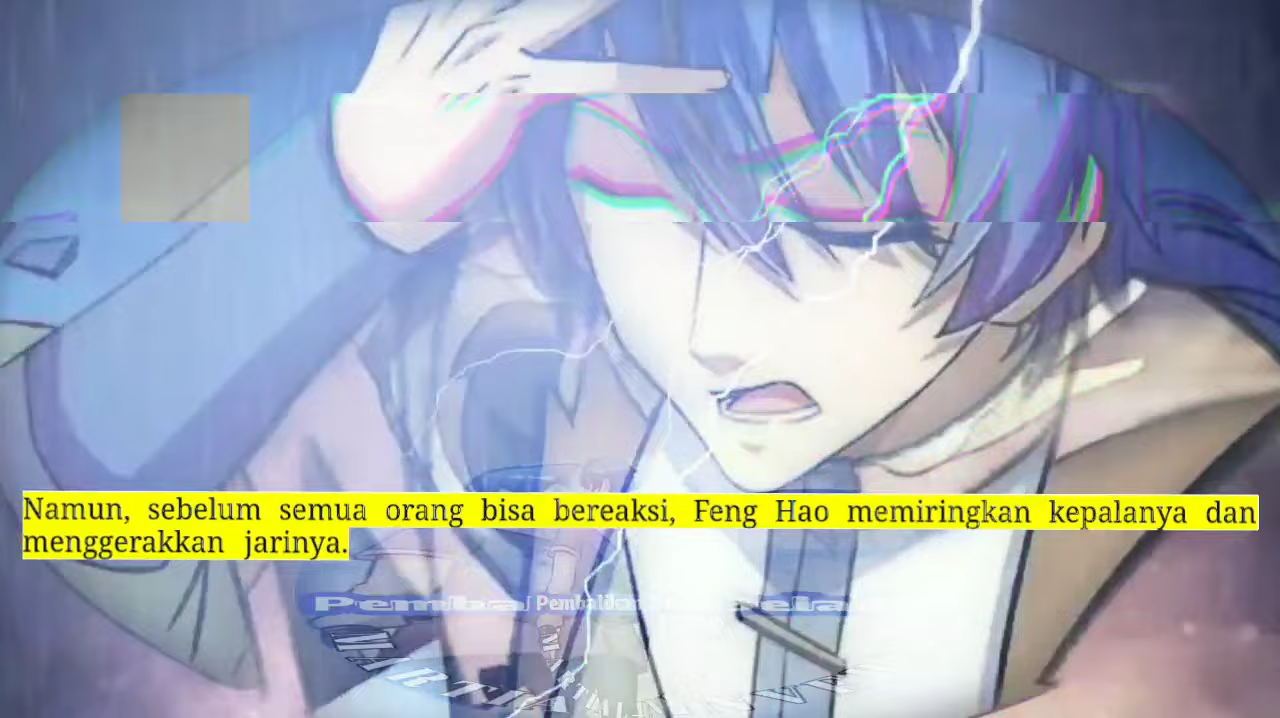 Namun, sebelum semua orang bisa bereaksi, Feng Hao memiringkan kepalanya dan
menggerakkan jarinya.